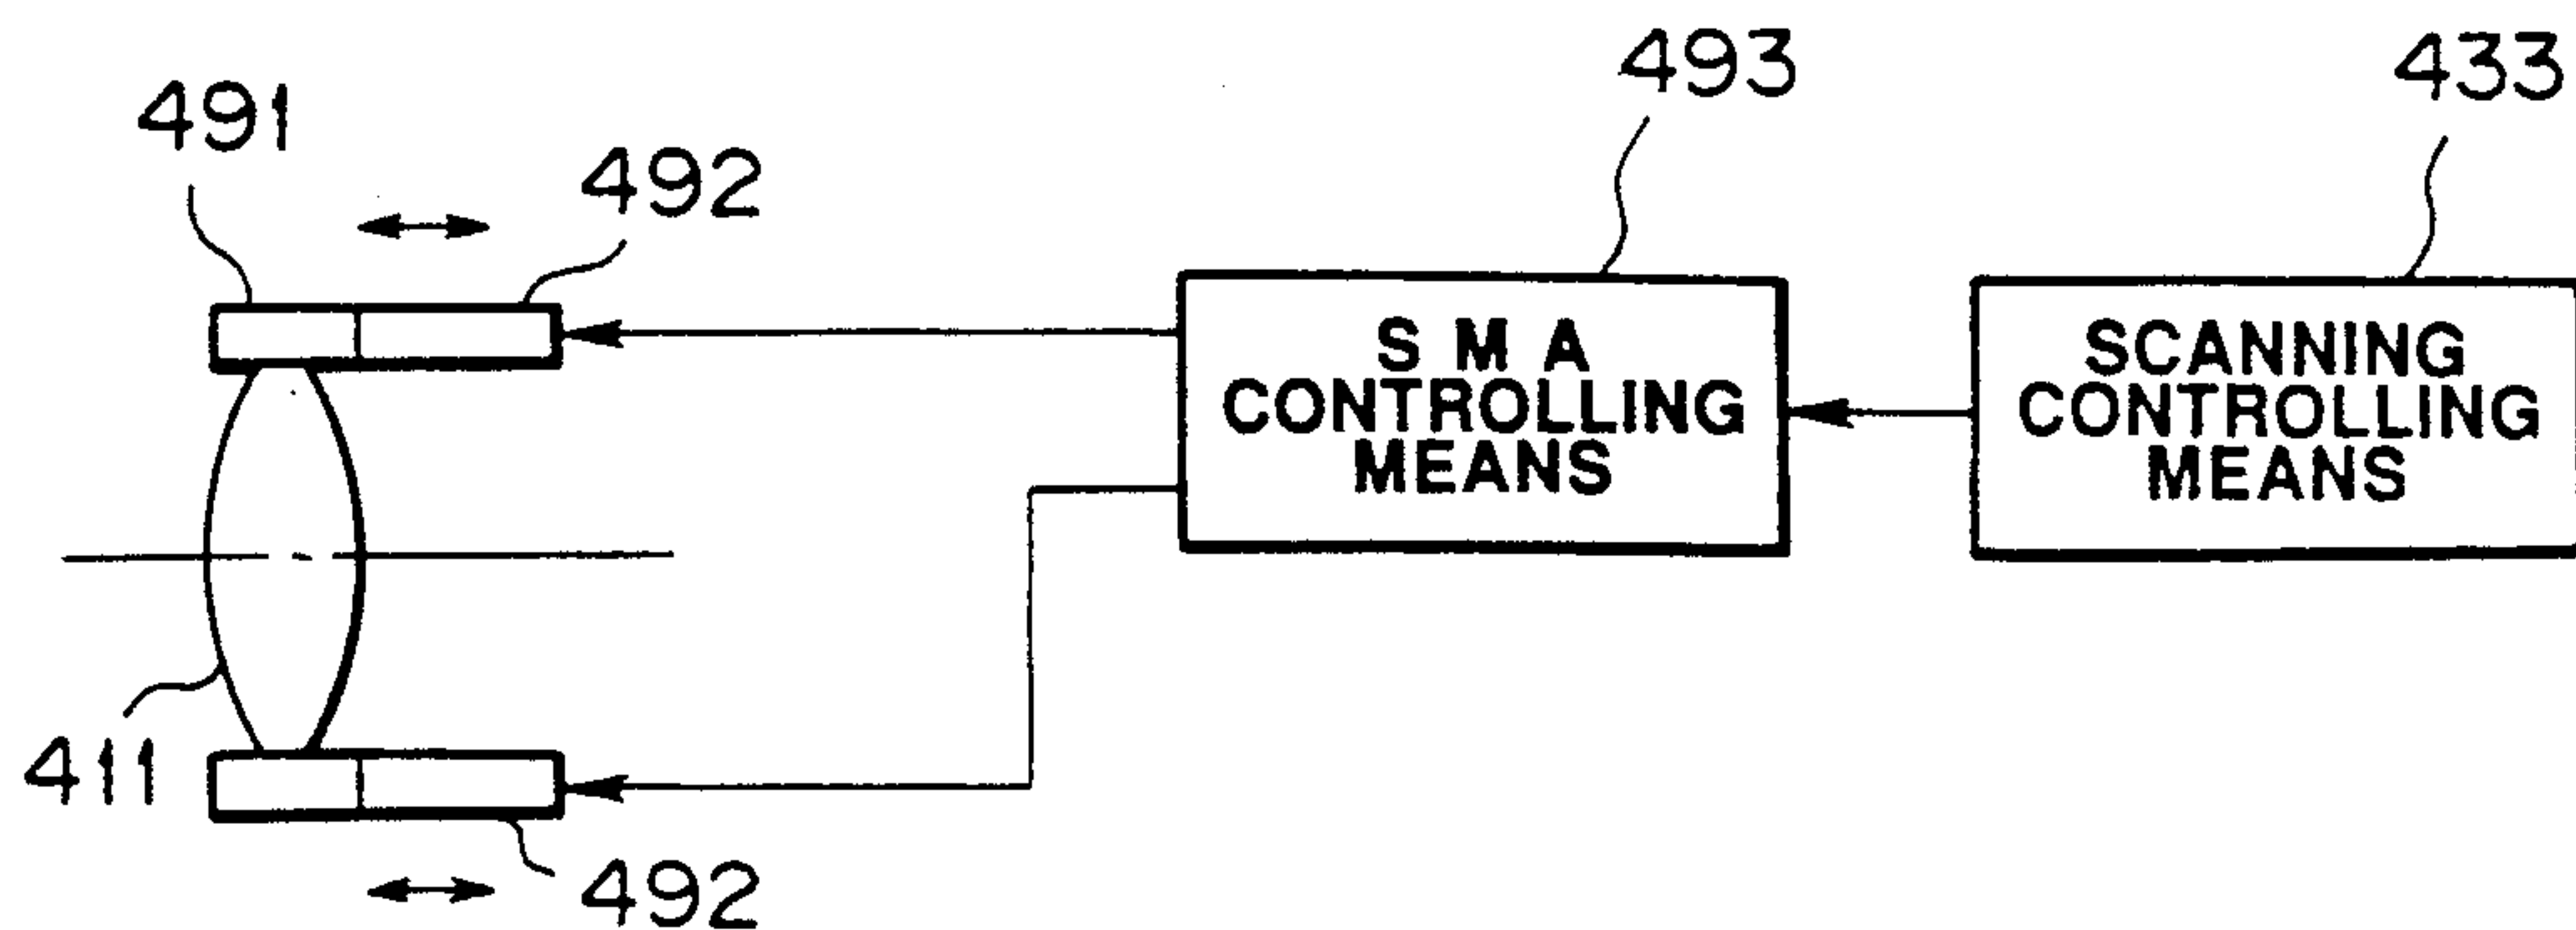 493
433
491
492
S M A
CONTROLLING
MEANS
SCANNING
CONTROLLING
MEANS
411
492